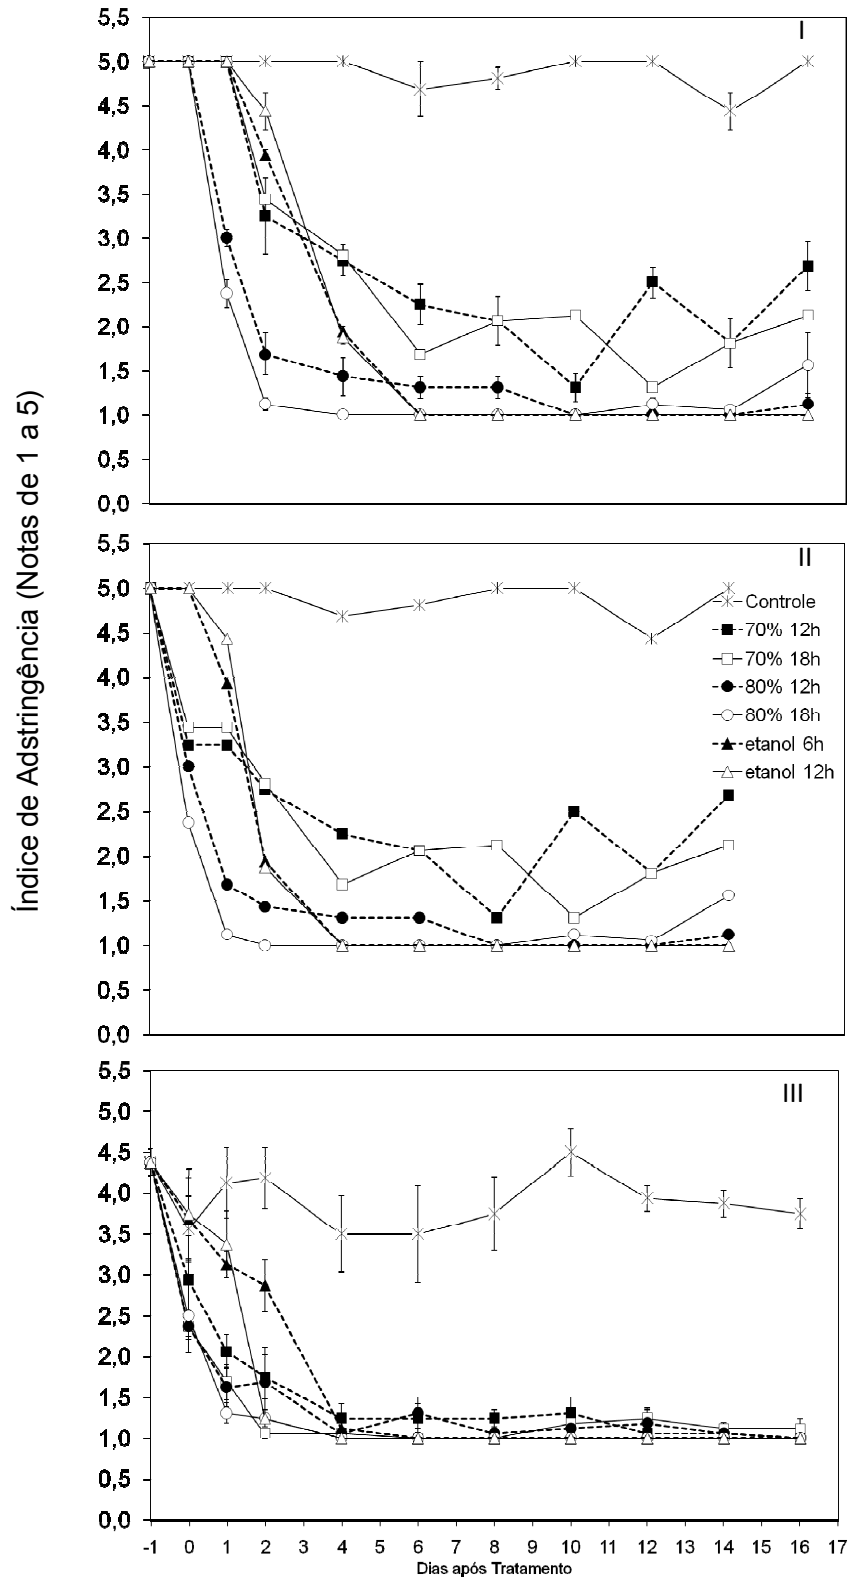 Índice de Adstringência (Notas de 1 a 5)
I
5,5
5,0
4,5
4,0
3,5
3,0
2,5
2,0
1,5
1,0
0,5
0,0
II
5,5
5,0
4,5
4,0
3,5
3,0
2,5
2,0
1,5
1,0
0,5
0,0
Controle
70% 12h
70% 18h
80% 12h
80% 18h
etanol 6h
etanol 12h
III
5,5
5,0
4,5
4,0
3,5
3,0
2,5
2,0
1,5
1,0
0,5
0,0
-1 0 1 2 4 3 6 7 8 9 10 11 12 13 14 15 16 17
Dias após Tratamento